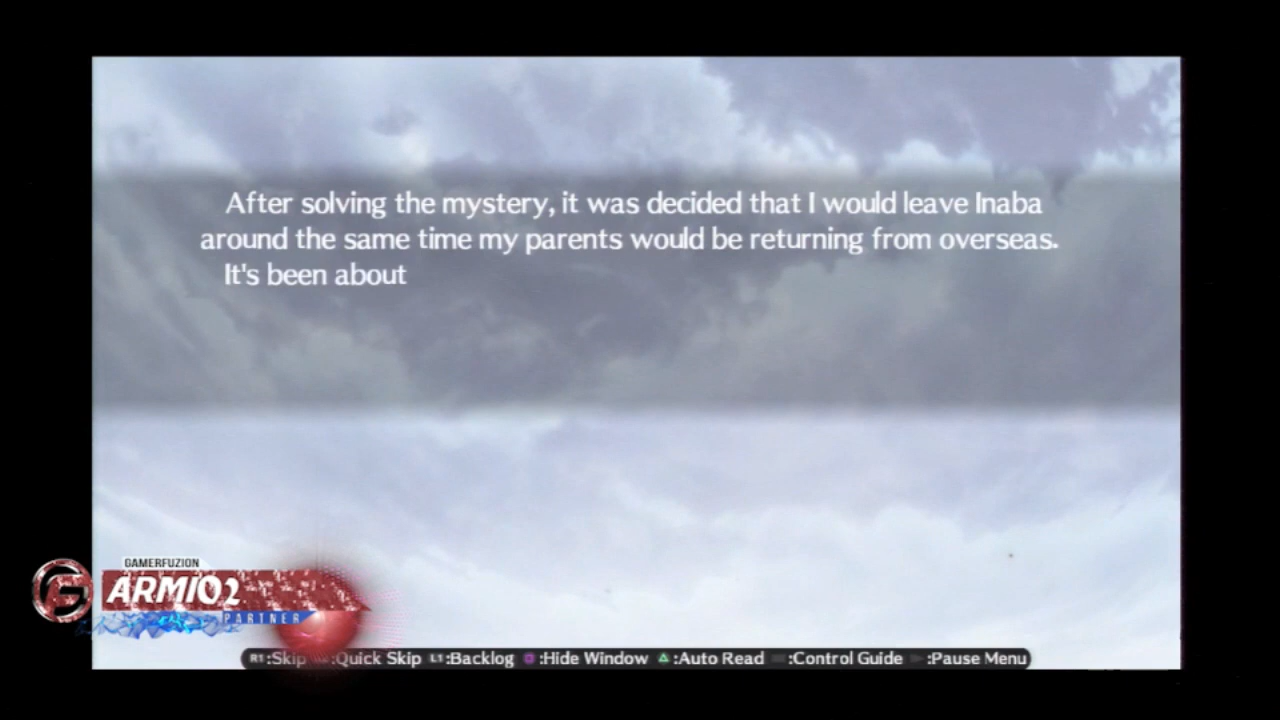 After solving the mystery, it was decided that I would leave Inaba
around the same time my parents would be returning from overseas.
It's been about
GAMERFUZION
ARMIO2
PARTNER
R1:Skip :Quick Skip L1:Backlog :Hide Window :Auto Read :Control Guide :Pause Menu